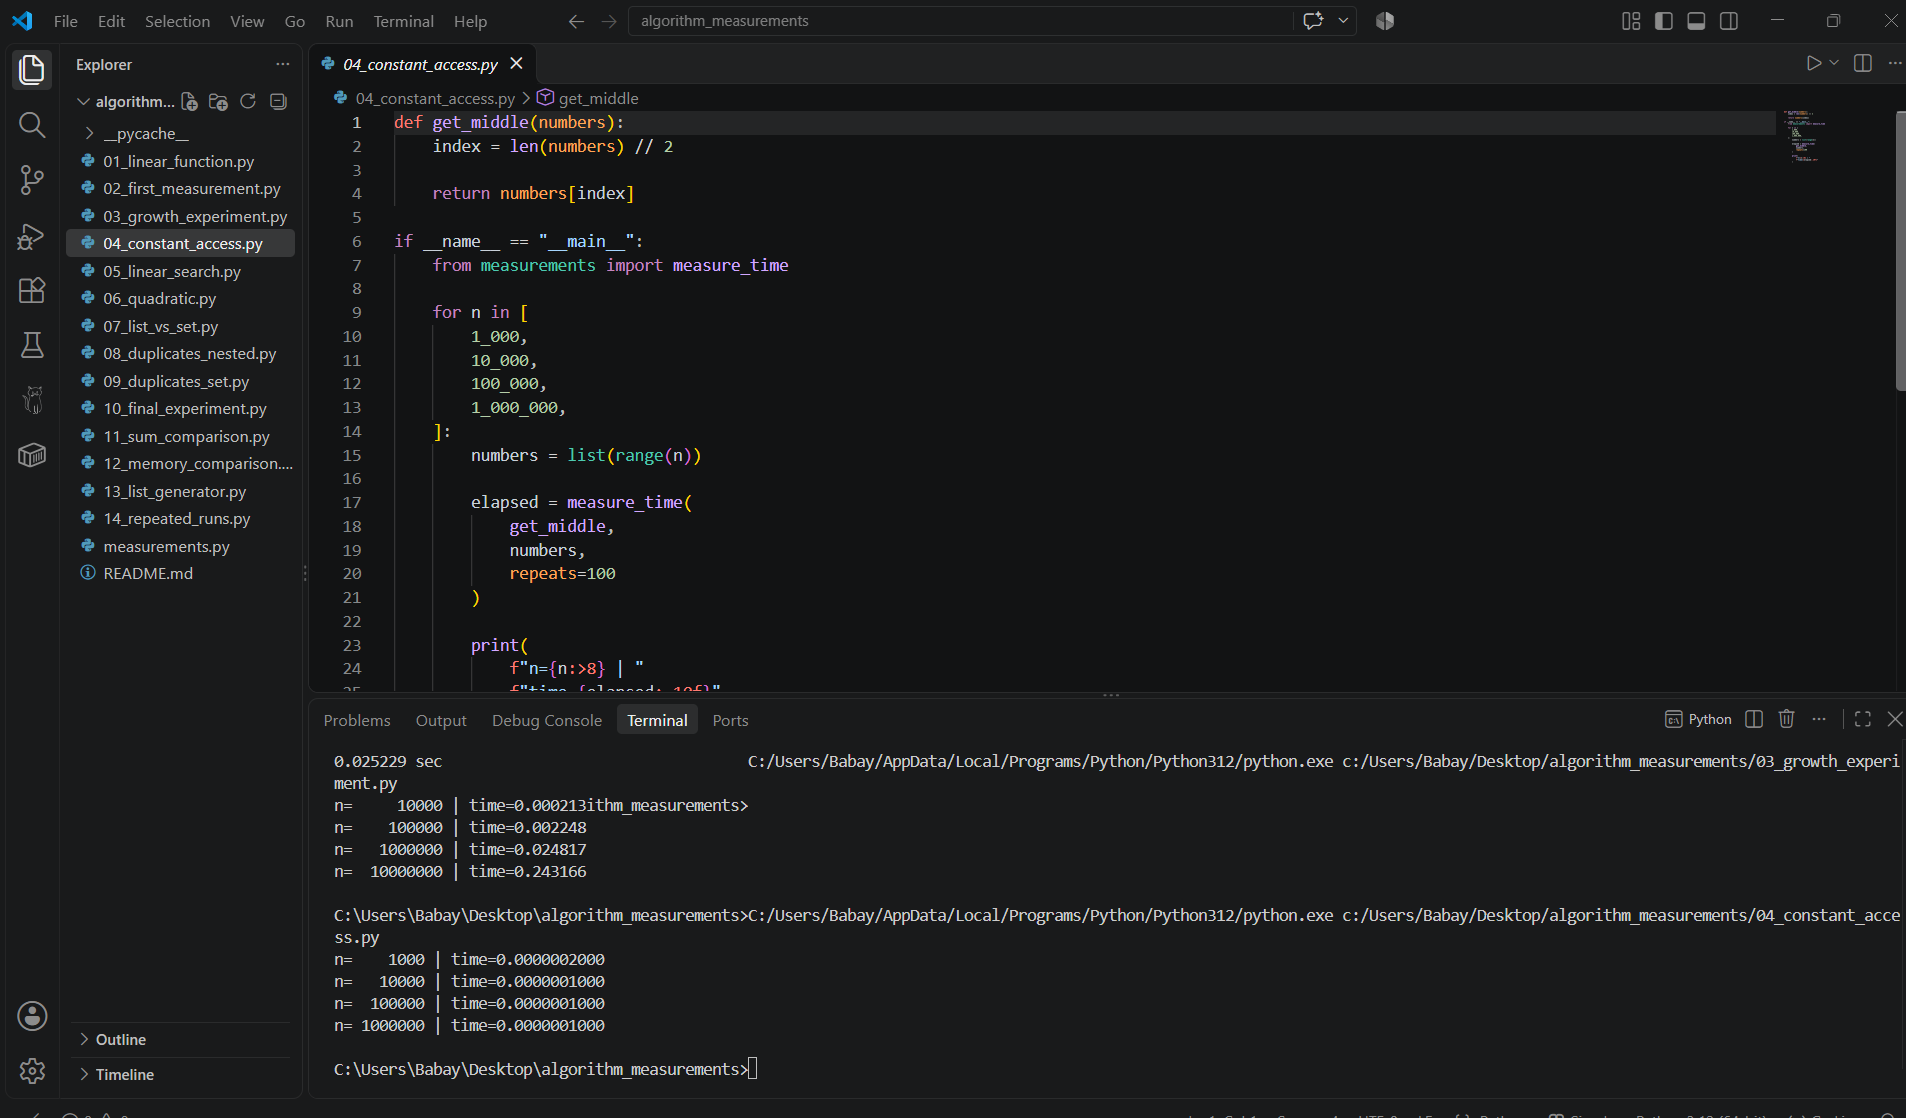 File Edit Selection View Go Run Terminal Help
algorithm_measurements
Explorer
algorithm...
__pycache__
01_linear_function.py
02_first_measurement.py
03_growth_experiment.py
04_constant_access.py
05_linear_search.py
06_quadratic.py
07_list_vs_set.py
08_duplicates_nested.py
09_duplicates_set.py
10_final_experiment.py
11_sum_comparison.py
12_memory_comparison....
13_list_generator.py
14_repeated_runs.py
measurements.py
README.md
Outline
Timeline
04_constant_access.py
04_constant_access.py > get_middle
1 def get_middle(numbers):
2     index = len(numbers) // 2
3
4     return numbers[index]
5
6 if __name__ == "__main__":
7     from measurements import measure_time
8
9     for n in [
10         1_000,
11         10_000,
12         100_000,
13         1_000_000,
14     ]:
15         numbers = list(range(n))
16
17         elapsed = measure_time(
18             get_middle,
19             numbers,
20             repeats=100
21         )
22
23         print(
24             f"n={n:>8} | "
Problems Output Debug Console Terminal Ports
Python
0.025229 sec                                  C:/Users/Babay/AppData/Local/Programs/Python/Python312/python.exe c:/Users/Babay/Desktop/algorithm_measurements/03_growth_experi
ment.py
n=     10000 | time=0.000213ithm_measurements>
n=    100000 | time=0.002248
n=   1000000 | time=0.024817
n=  10000000 | time=0.243166
C:\Users\Babay\Desktop\algorithm_measurements>C:/Users/Babay/AppData/Local/Programs/Python/Python312/python.exe c:/Users/Babay/Desktop/algorithm_measurements/04_constant_acce
ss.py
n=    1000 | time=0.0000002000
n=   10000 | time=0.0000001000
n=  100000 | time=0.0000001000
n= 1000000 | time=0.0000001000
C:\Users\Babay\Desktop\algorithm_measurements>